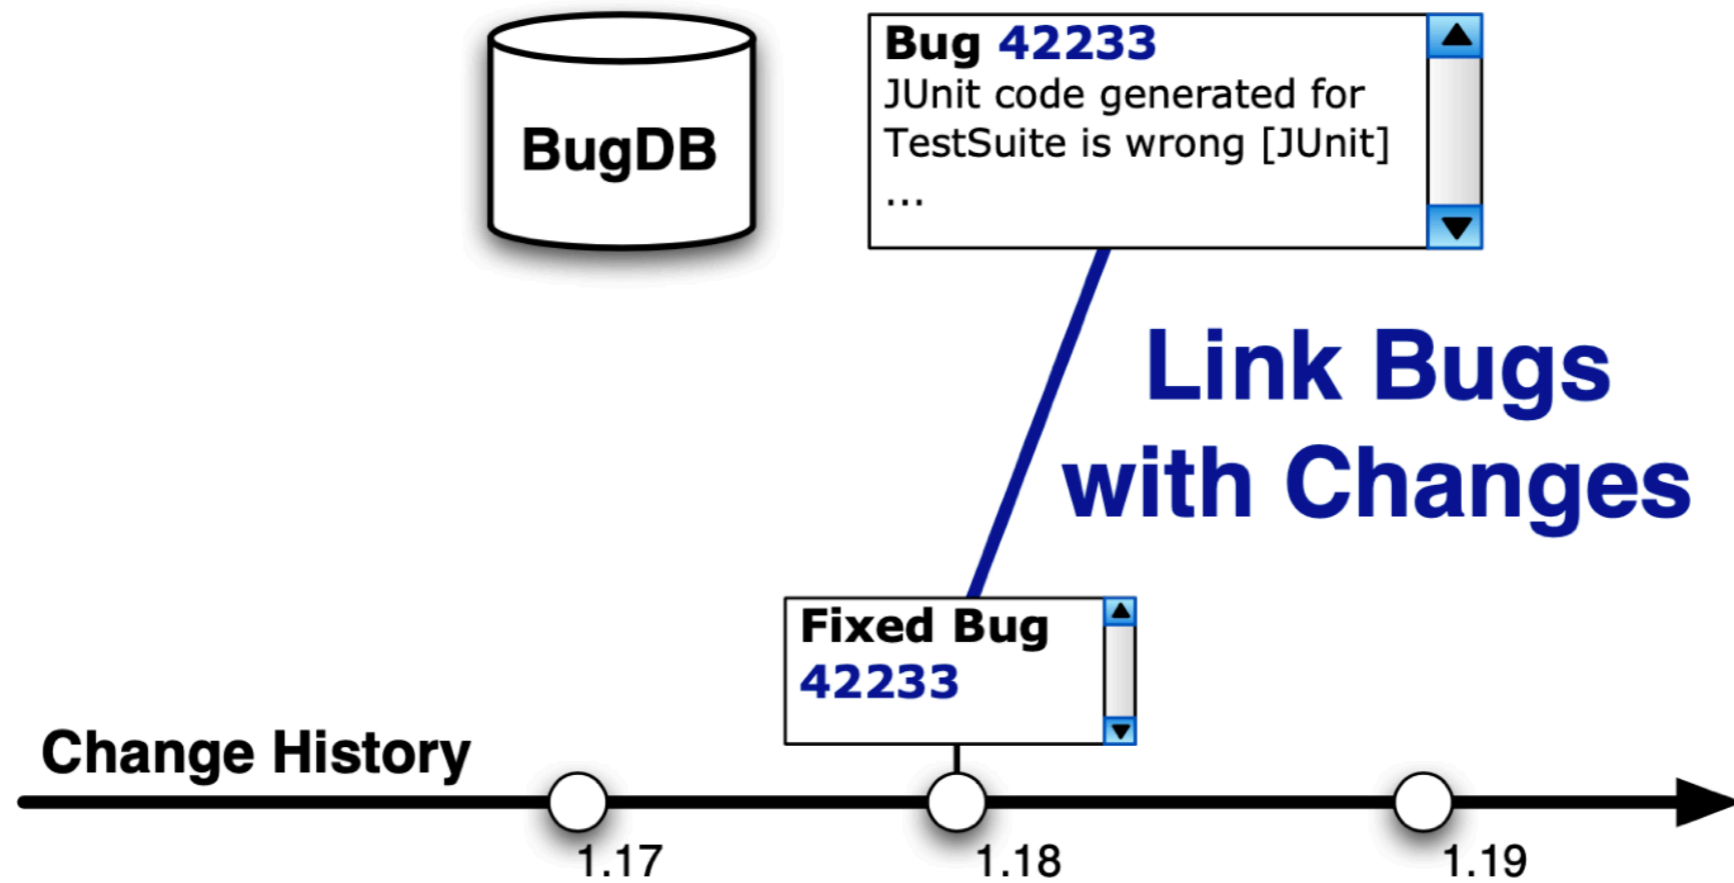 BugDB
Bug 42233
JUnit code generated for
TestSuite is wrong [JUnit]
...
Link Bugs
with Changes
Fixed Bug
42233
Change History
1.17
1.18
1.19